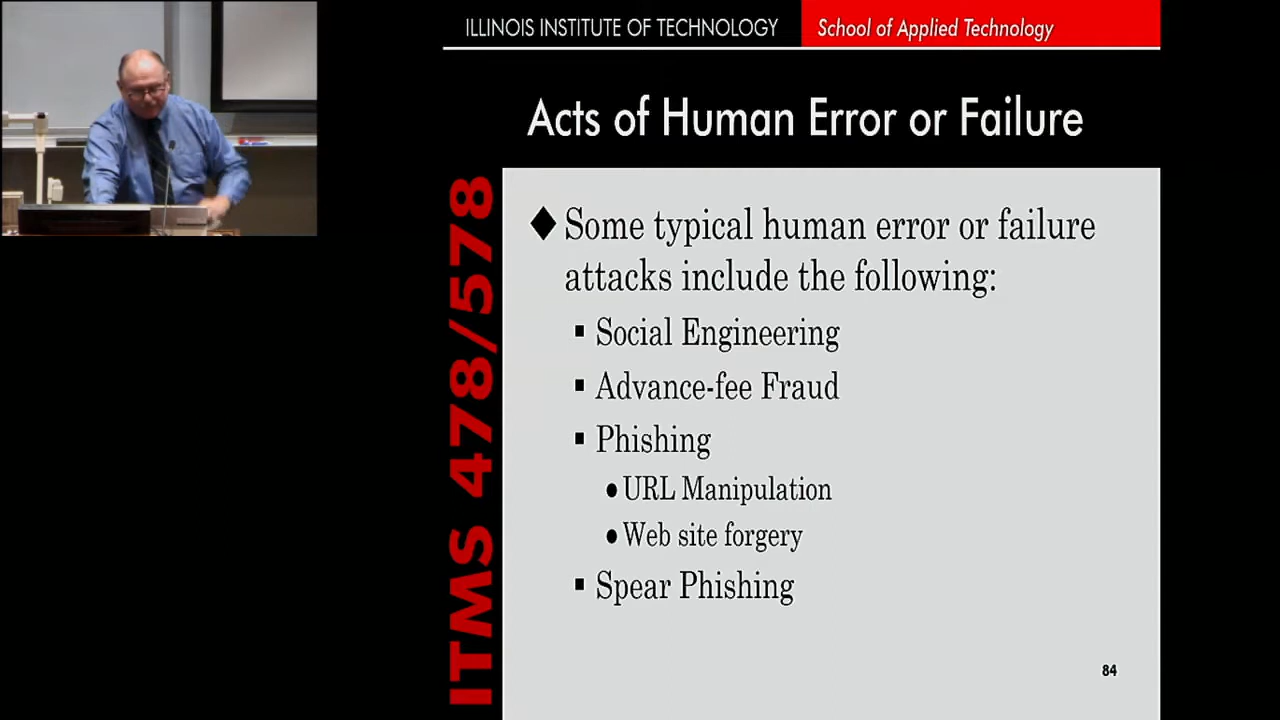 ILLINOIS INSTITUTE OF TECHNOLOGY School of Applied Technology
Acts of Human Error or Failure
ITMS 478/578
Some typical human error or failure
attacks include the following:
Social Engineering
Advance-fee Fraud
Phishing
URL Manipulation
Web site forgery
Spear Phishing
84